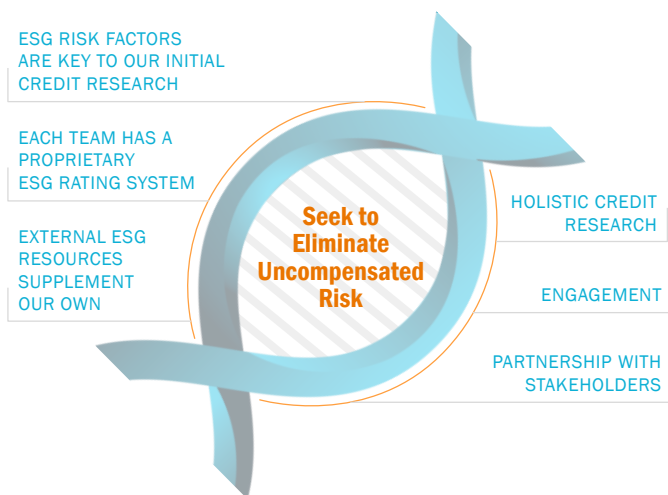 ESG RISK FACTORS
ARE KEY TO OUR INITIAL
CREDIT RESEARCH
EACH TEAM HAS A
PROPRIETARY
ESG RATING SYSTEM
EXTERNAL ESG
RESOURCES
SUPPLEMENT
OUR OWN
Seek to
Eliminate
Uncompensated
Risk
HOLISTIC CREDIT
RESEARCH
ENGAGEMENT
PARTNERSHIP WITH
STAKEHOLDERS